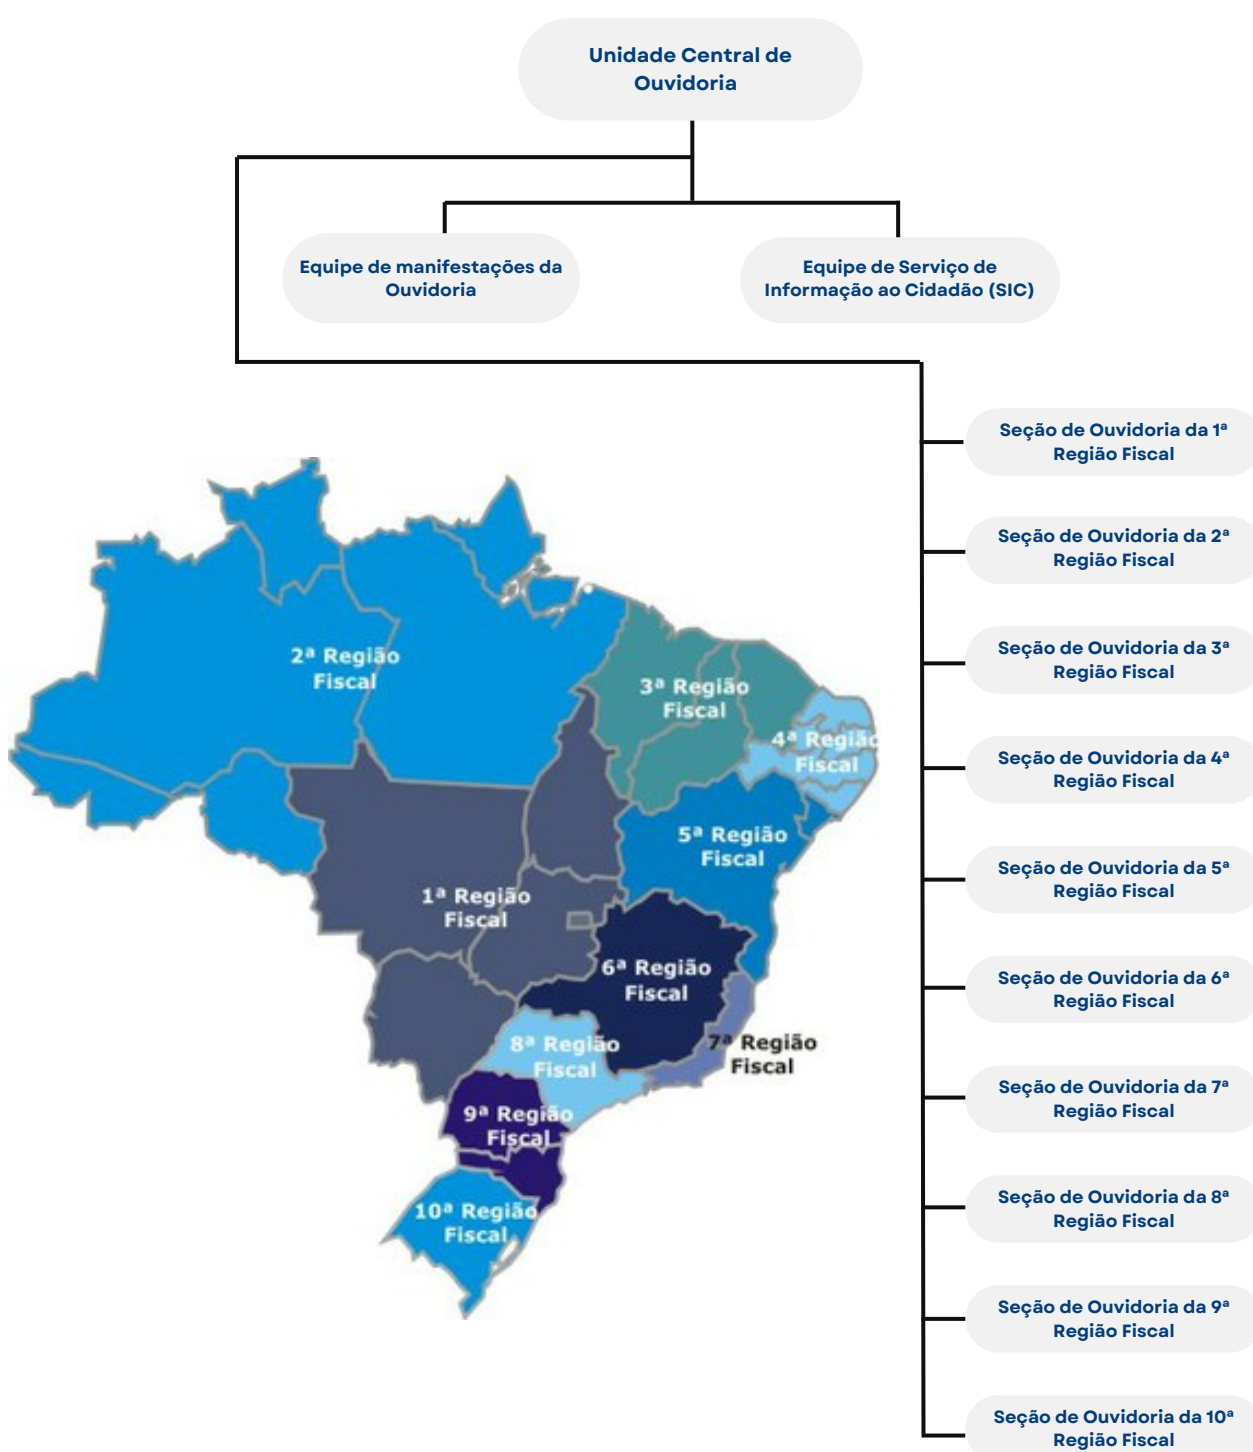 Unidade Central de
Ouvidoria
Equipe de manifestações da
Ouvidoria
Equipe de Serviço de
Informação ao Cidadão (SIC)
Seção de Ouvidoria da 1ª
Região Fiscal
Seção de Ouvidoria da 2ª
Região Fiscal
Seção de Ouvidoria da 3ª
Região Fiscal
Seção de Ouvidoria da 4ª
Região Fiscal
Seção de Ouvidoria da 5ª
Região Fiscal
Seção de Ouvidoria da 6ª
Região Fiscal
Seção de Ouvidoria da 7ª
Região Fiscal
Seção de Ouvidoria da 8ª
Região Fiscal
Seção de Ouvidoria da 9ª
Região Fiscal
Seção de Ouvidoria da 10ª
Região Fiscal
2ª Região
Fiscal
3ª Região
Fiscal
4ª Região
Fiscal
5ª Região
Fiscal
1ª Região
Fiscal
6ª Região
Fiscal
7ª Região
Fiscal
8ª Região
Fiscal
9ª Região
Fiscal
10ª Região
Fiscal